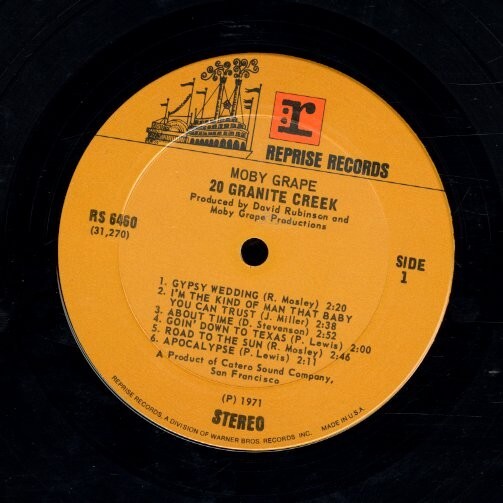 r
REPRISE RECORDS
MOBY GRAPE
20 GRANITE CREEK
Produced by David Rubinson and
Moby Grape Productions
RS 6460
(31,270)
SIDE
1
1. GYPSY WEDDING (R. Mosley) 2:20
2. I'M THE KIND OF MAN THAT BABY
YOU CAN TRUST (J. Miller) 2:38
3. ABOUT TIME (D. Stevenson) 2:52
4. GOIN' DOWN TO TEXAS (P. Lewis) 2:00
5. ROAD TO THE SUN (R. Mosley) 2:46
6. APOCALYPSE (P. Lewis) 2:11
A Product of Catero Sound Company,
San Francisco
(P) 1971
STEREO
REPRISE RECORDS, A DIVISION OF WARNER BROS. RECORDS INC. MADE IN U.S.A.